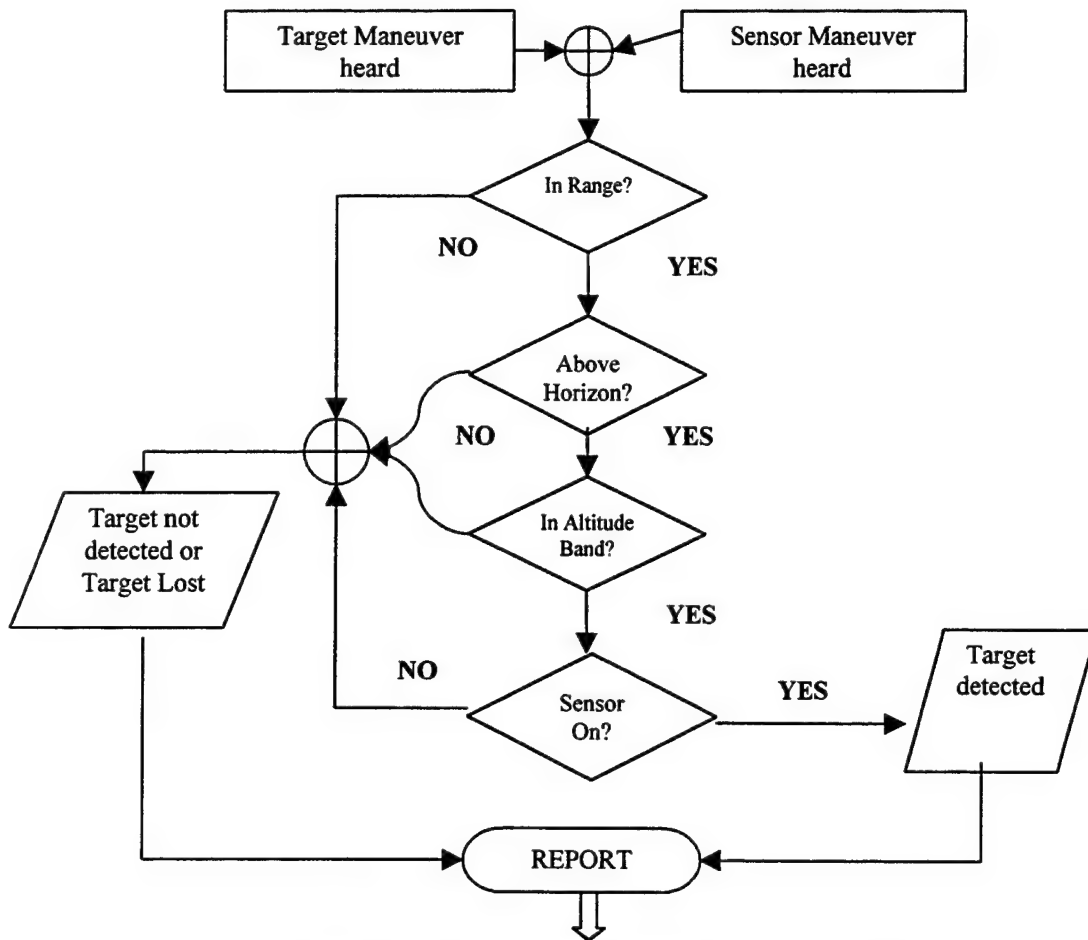 Target Maneuver
heard
Sensor Maneuver
heard
In Range?
NO
YES
Above
Horizon?
NO
YES
In Altitude
Band?
YES
Target not
detected or
Target Lost
NO
Sensor
On?
YES
Target
detected
REPORT